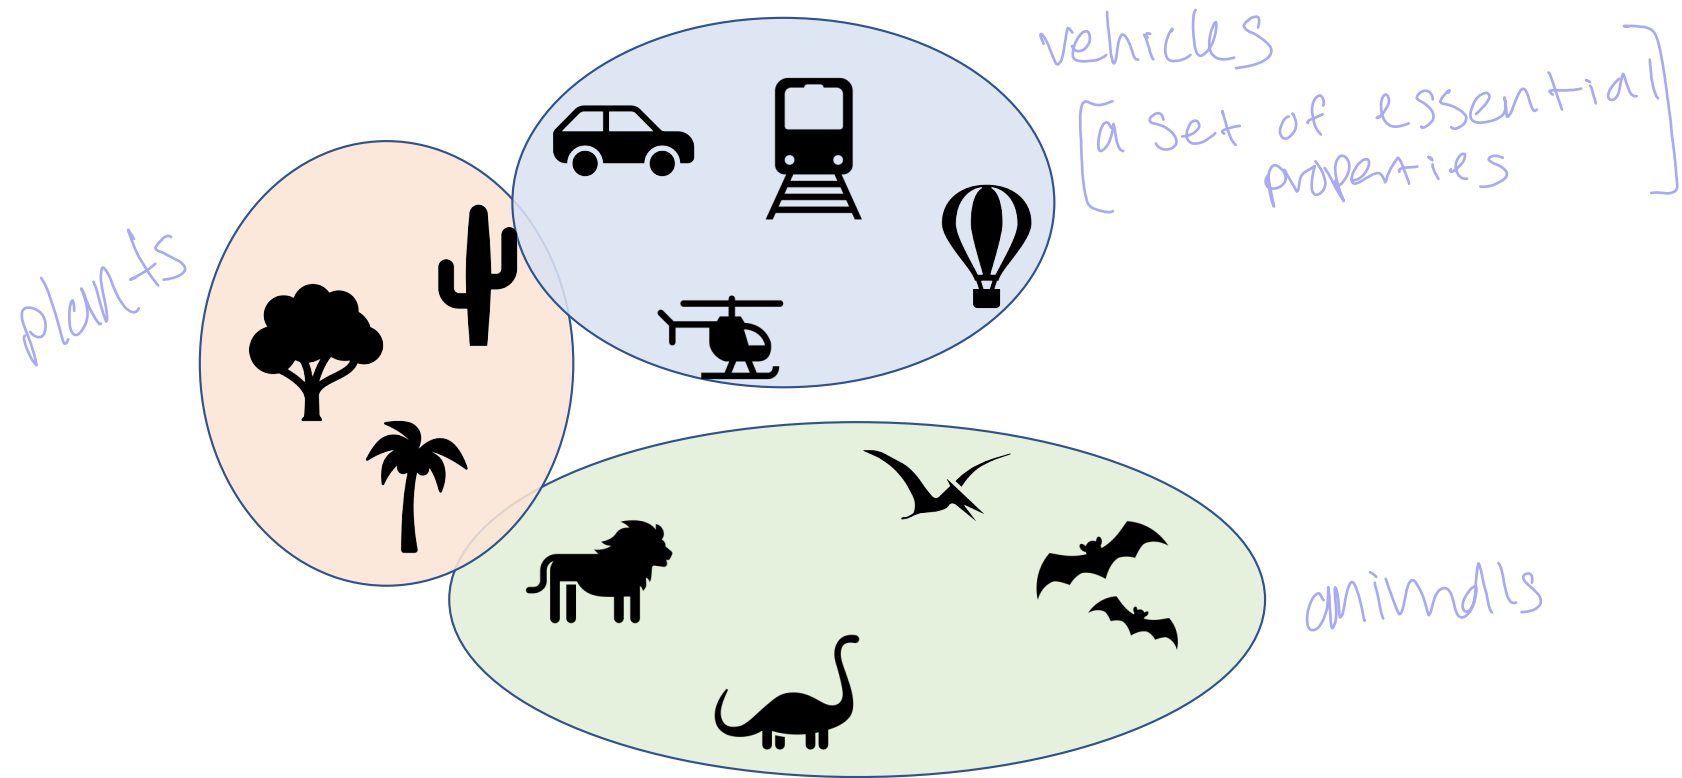 vehicles
[a set of essential
properties]
plants
animals